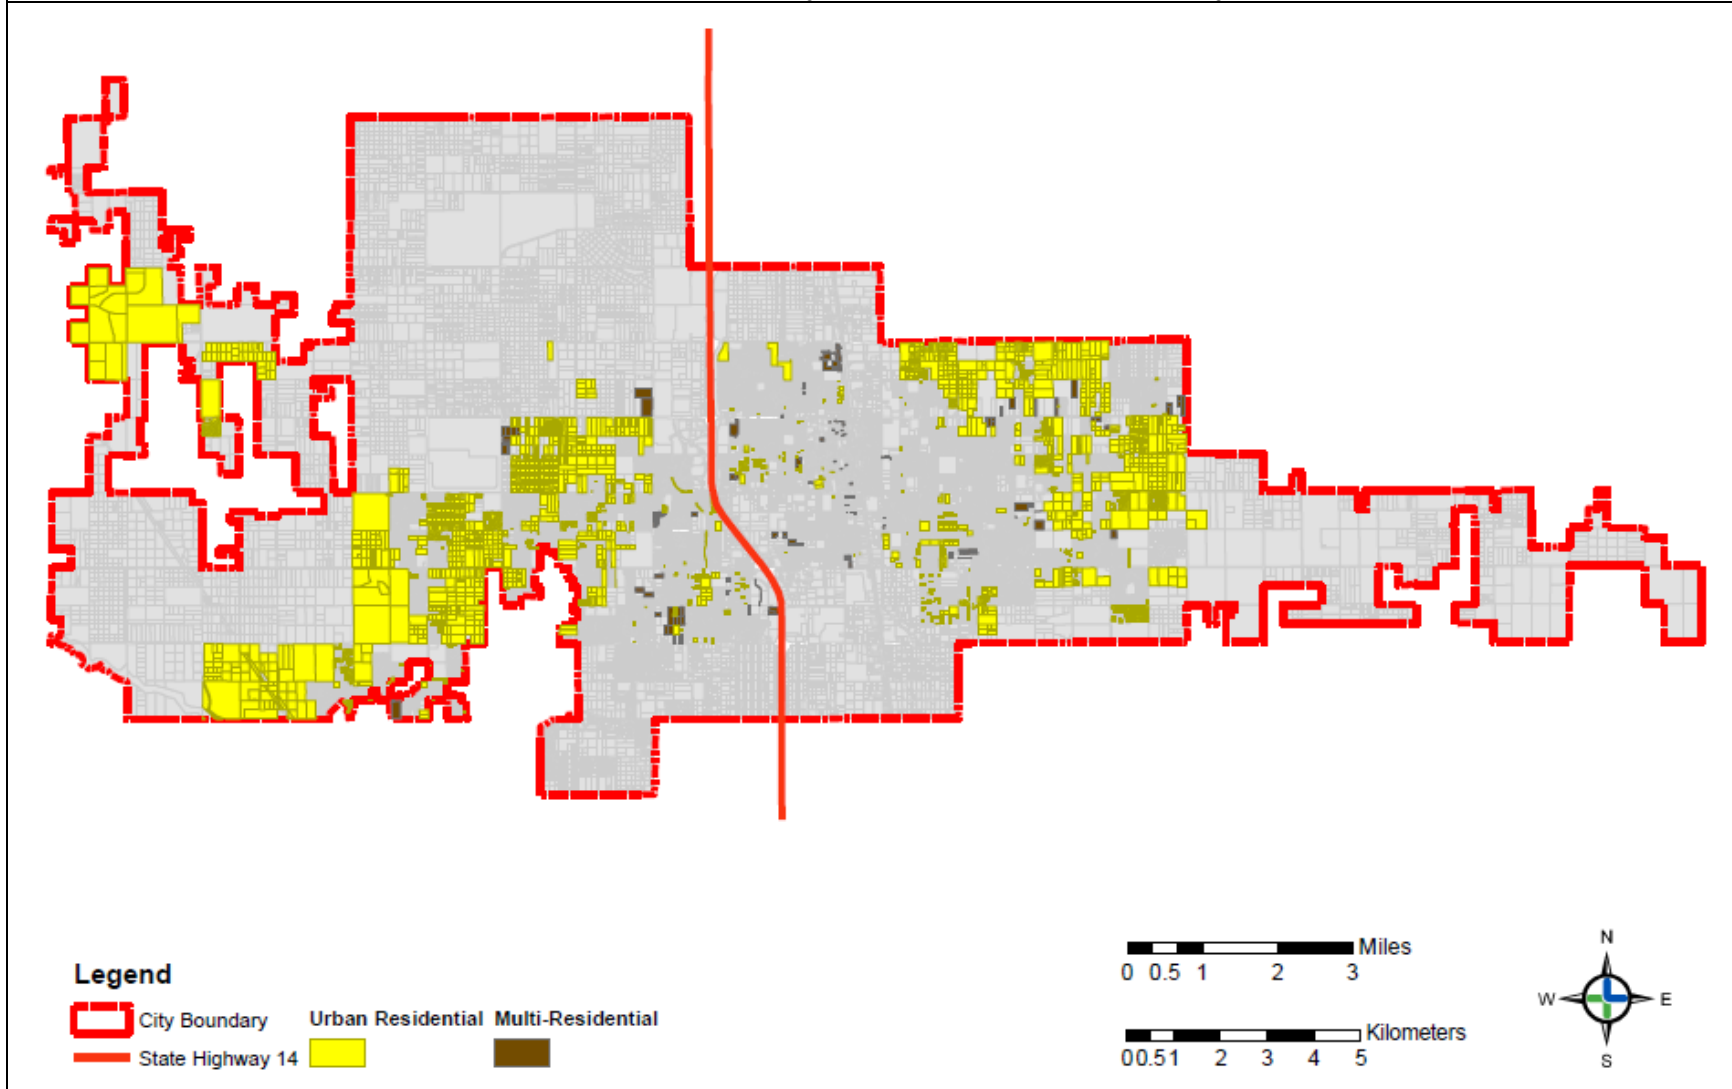 Legend
City Boundary
State Highway 14
Urban Residential Multi-Residential
Miles
0 0.5 1 2 3
Kilometers
0 0.5 1 2 3 4 5
N
W E
S